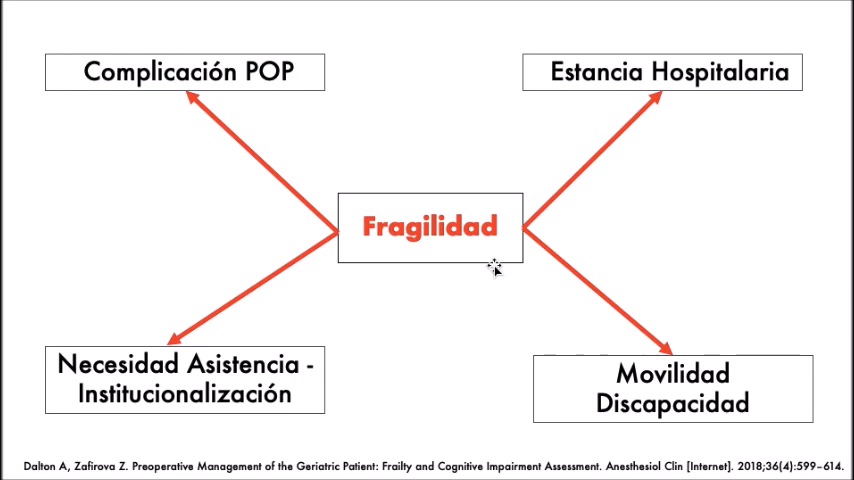 Complicación POP
Estancia Hospitalaria
Fragilidad
Necesidad Asistencia -
Institucionalización
Movilidad
Discapacidad
Dalton A, Zafirova Z. Preoperative Management of the Geriatric Patient: Frailty and Cognitive Impairment Assessment. Anesthesiol Clin [Internet]. 2018;36(4):599–614.